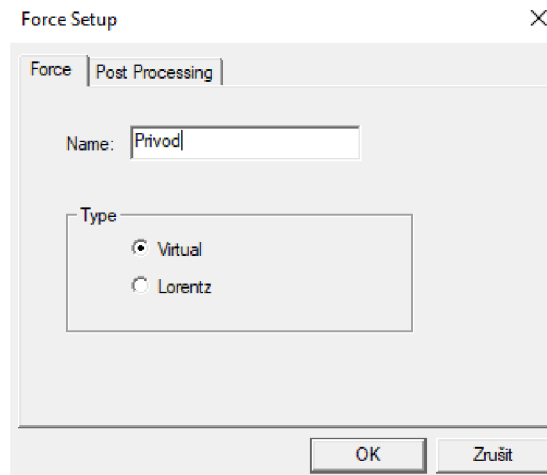 Force Setup
Force
Post Processing
Name:
Privod
Type
Virtual
Lorentz
OK
Zrušit